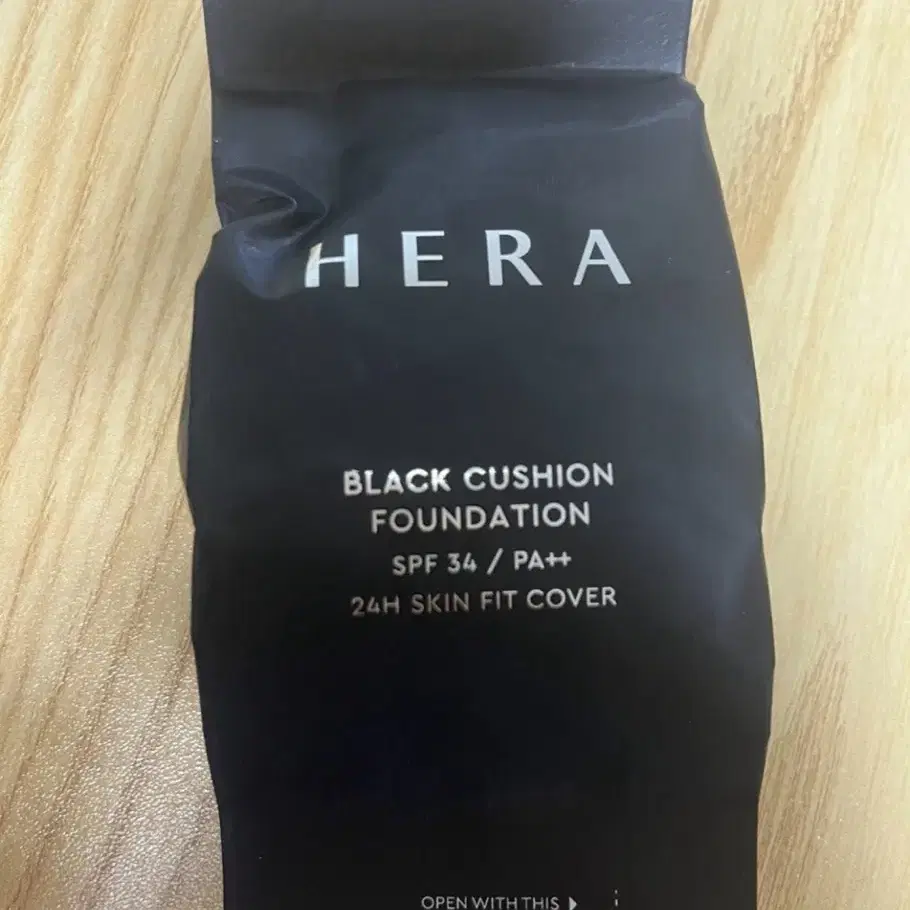 HERA
BLACK CUSHION
FOUNDATION
SPF 34 / PA++
24H SKIN FIT COVER
OPEN WITH THIS ▶